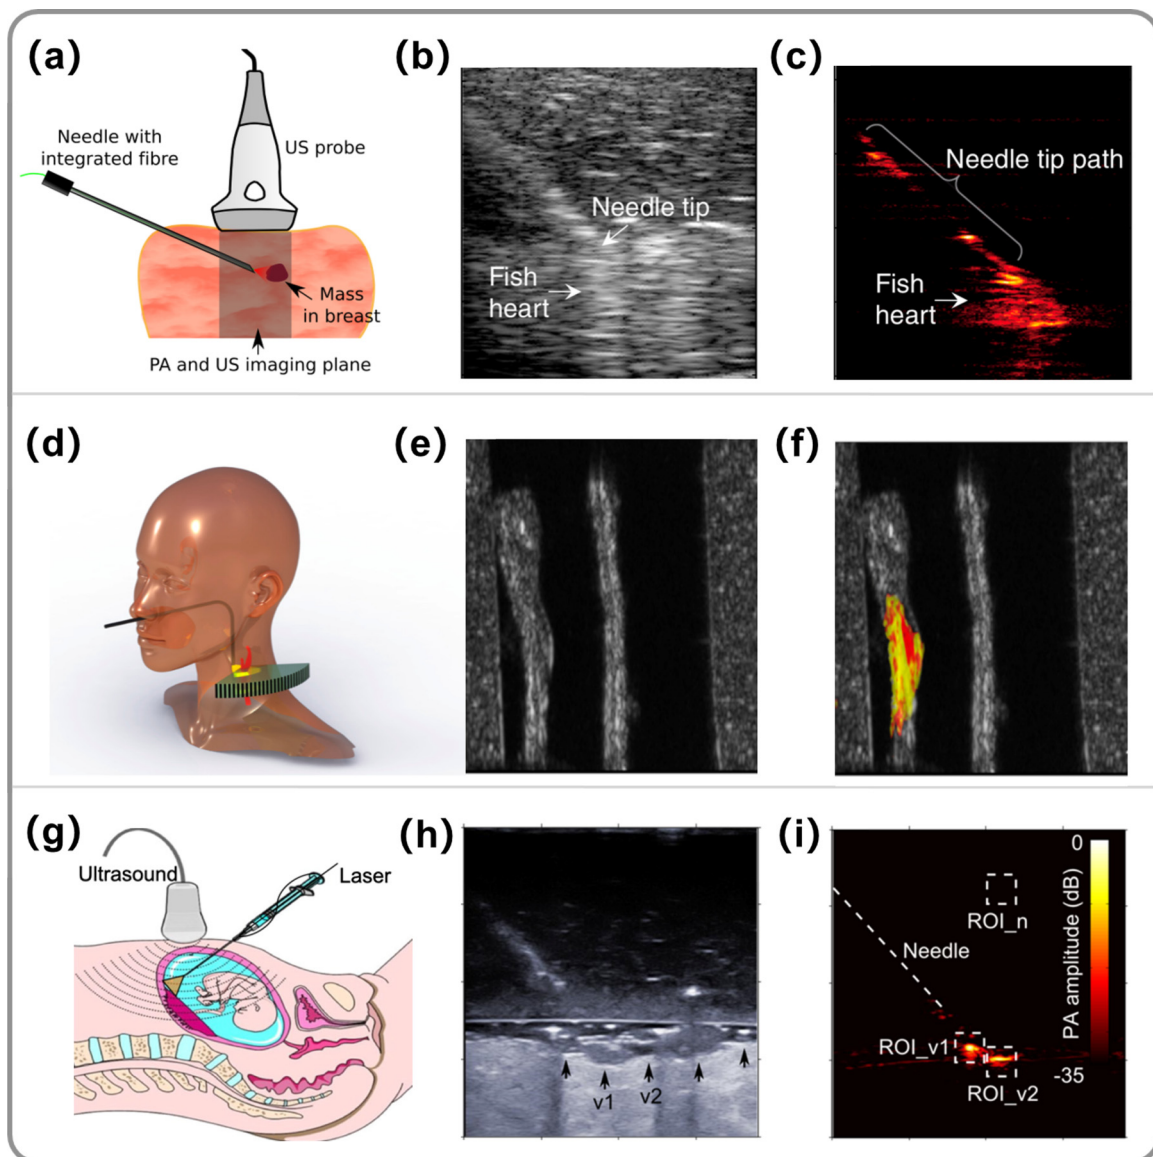 (a)
Needle with
integrated fibre
US probe
Mass
in breast
PA and US imaging plane
(b)
Needle tip
Fish
heart
(c)
Needle tip path
Fish
heart
(d)
(e)
(f)
(g)
Ultrasound
Laser
(h)
v1
v2
(i)
0
ROI_n
Needle
PA amplitude (dB)
ROI_v1
-35
ROI_v2